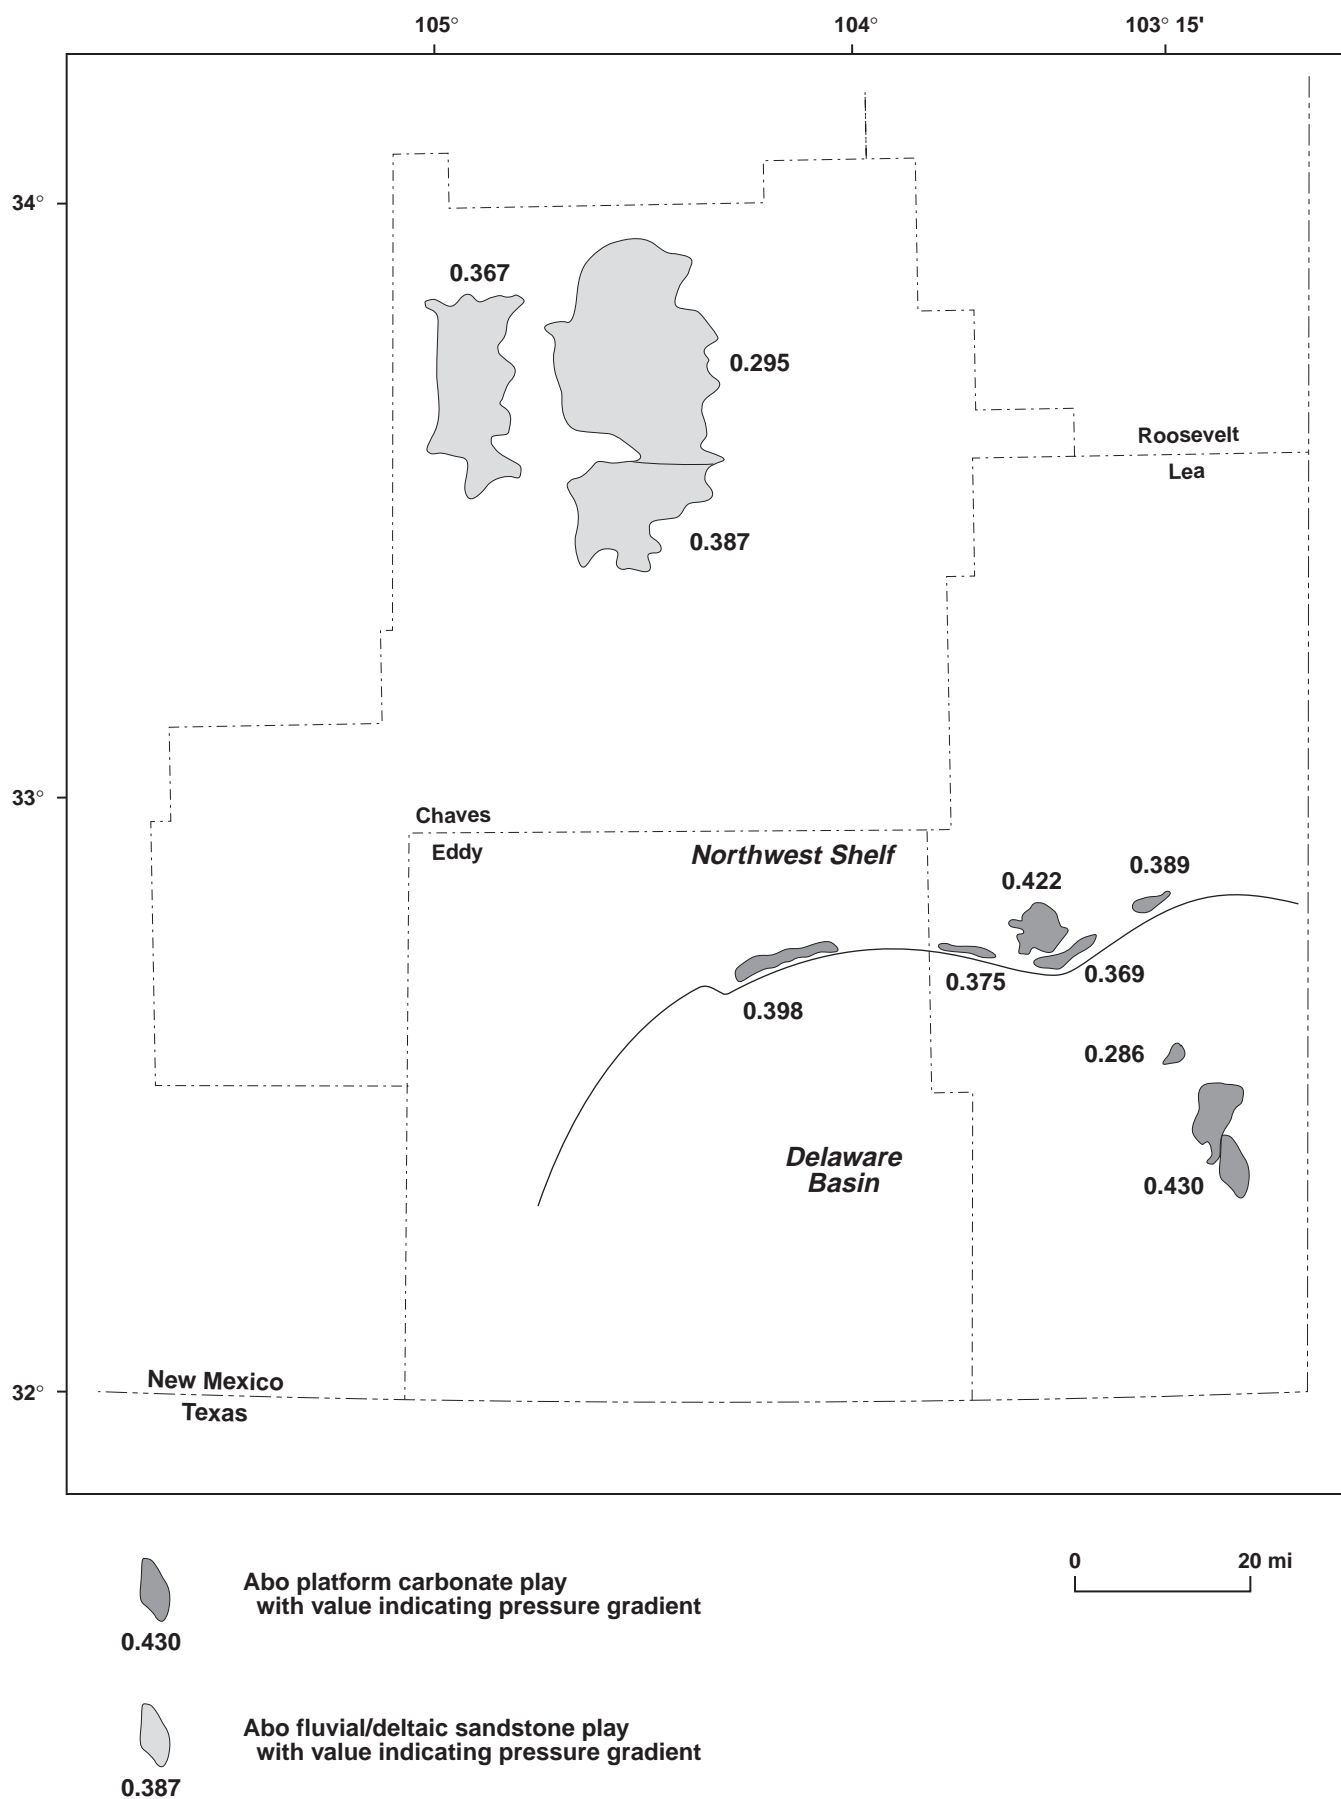 105°
104°
103° 15'
34°
0.367
0.295
Roosevelt
Lea
0.387
33°
Chaves
Eddy
Northwest Shelf
0.422
0.389
0.375
0.369
0.398
0.286
Delaware
Basin
0.430
32°
New Mexico
Texas
0
20 mi
Abo platform carbonate play
with value indicating pressure gradient
0.430
Abo fluvial/deltaic sandstone play
with value indicating pressure gradient
0.387